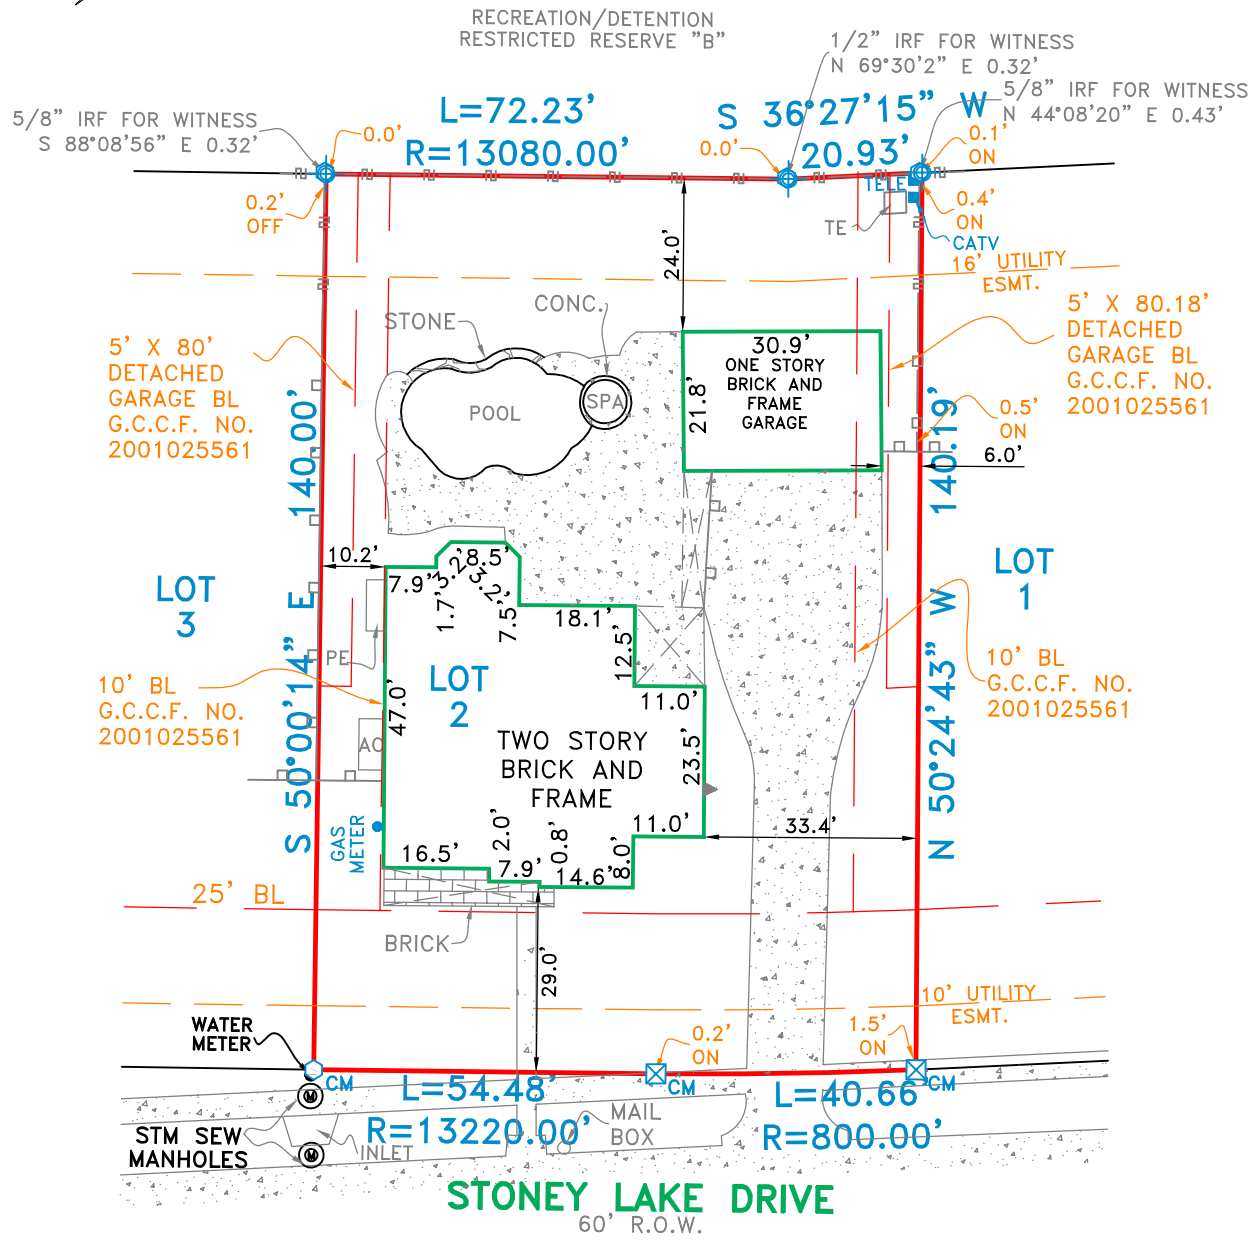 RECREATION/DETENTION
RESTRICTED RESERVE "B"
1/2" IRF FOR WITNESS
N 69°30'2" E 0.32'
5/8" IRF FOR WITNESS
N 44°08'20" E 0.43'
5/8" IRF FOR WITNESS
S 88°08'56" E 0.32'
L=72.23'
R=13080.00'
S 36°27'15" W
20.93'
0.0'
0.0'
0.1'
ON
0.2'
OFF
0.4'
ON
TELE
TE
CATV
16' UTILITY
ESMT.
24.0'
CONC.
STONE
5' X 80'
DETACHED
GARAGE BL
G.C.C.F. NO.
2001025561
5' X 80.18'
DETACHED
GARAGE BL
G.C.C.F. NO.
2001025561
POOL
SPA
30.9'
ONE STORY
BRICK AND
FRAME
GARAGE
21.8'
0.5'
ON
6.0'
S 50°00'14" E 140.00'
N 50°24'43" W 140.19'
10.2'
LOT
3
LOT
1
7.9'
1.7'
3.2'
8.5'
3.2'
7.5'
18.1'
12.5'
11.0'
PE
LOT
2
47.0'
10' BL
G.C.C.F. NO.
2001025561
10' BL
G.C.C.F. NO.
2001025561
AC
TWO STORY
BRICK AND
FRAME
23.5'
GAS
METER
16.5'
2.0'
7.9'
0.8'
14.6'
8.0'
11.0'
33.4'
25' BL
BRICK
29.0'
10' UTILITY
ESMT.
WATER
METER
0.2'
ON
1.5'
ON
CM
CM
CM
L=54.48'
R=13220.00'
L=40.66'
R=800.00'
M
STM SEW
MANHOLES
M
INLET
MAIL
BOX
STONEY LAKE DRIVE
60' R.O.W.